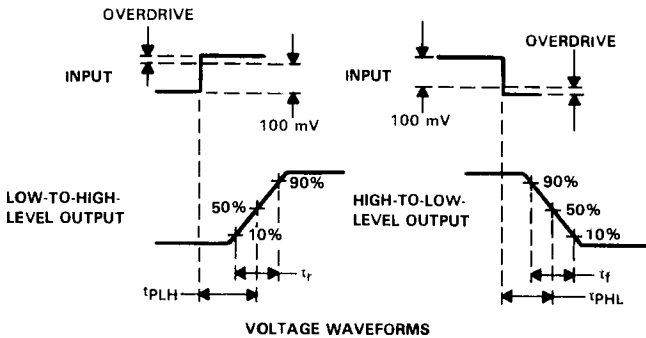 OVERDRIVE
INPUT
100 mV
OVERDRIVE
INPUT
100 mV
LOW-TO-HIGH-
LEVEL OUTPUT
90%
50%
10%
tr
tPLH
HIGH-TO-LOW-
LEVEL OUTPUT
90%
50%
10%
tf
tPHL
VOLTAGE WAVEFORMS